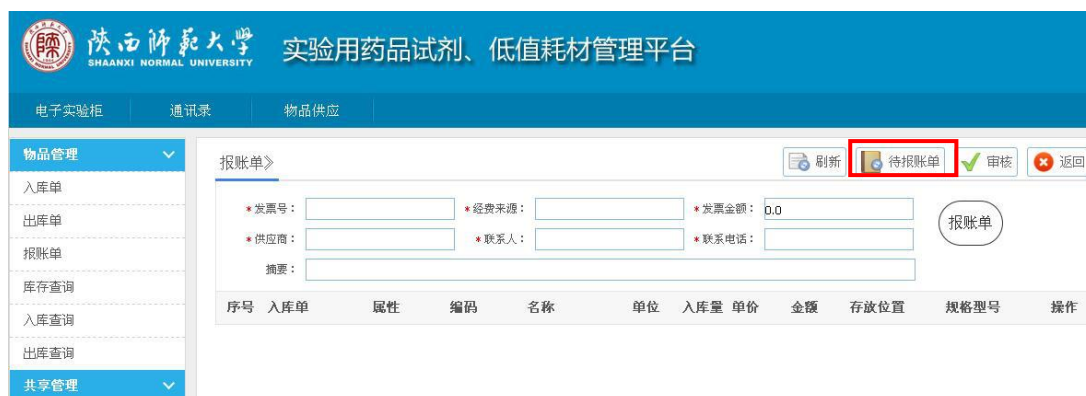 陕西师范大学 实验用药品试剂、低值耗材管理平台
SHAANXI NORMAL UNIVERSITY
电子实验柜 通讯录 物品供应
物品管理
入库单
出库单
报账单
库存查询
入库查询
出库查询
共享管理
报账单》 刷新 待报账单 审核 返回
*发票号： *经费来源： *发票金额： 0.0
*供应商： *联系人： *联系电话：
摘要：
报账单
序号 入库单 属性 编码 名称 单位 入库量 单价 金额 存放位置 规格型号 操作